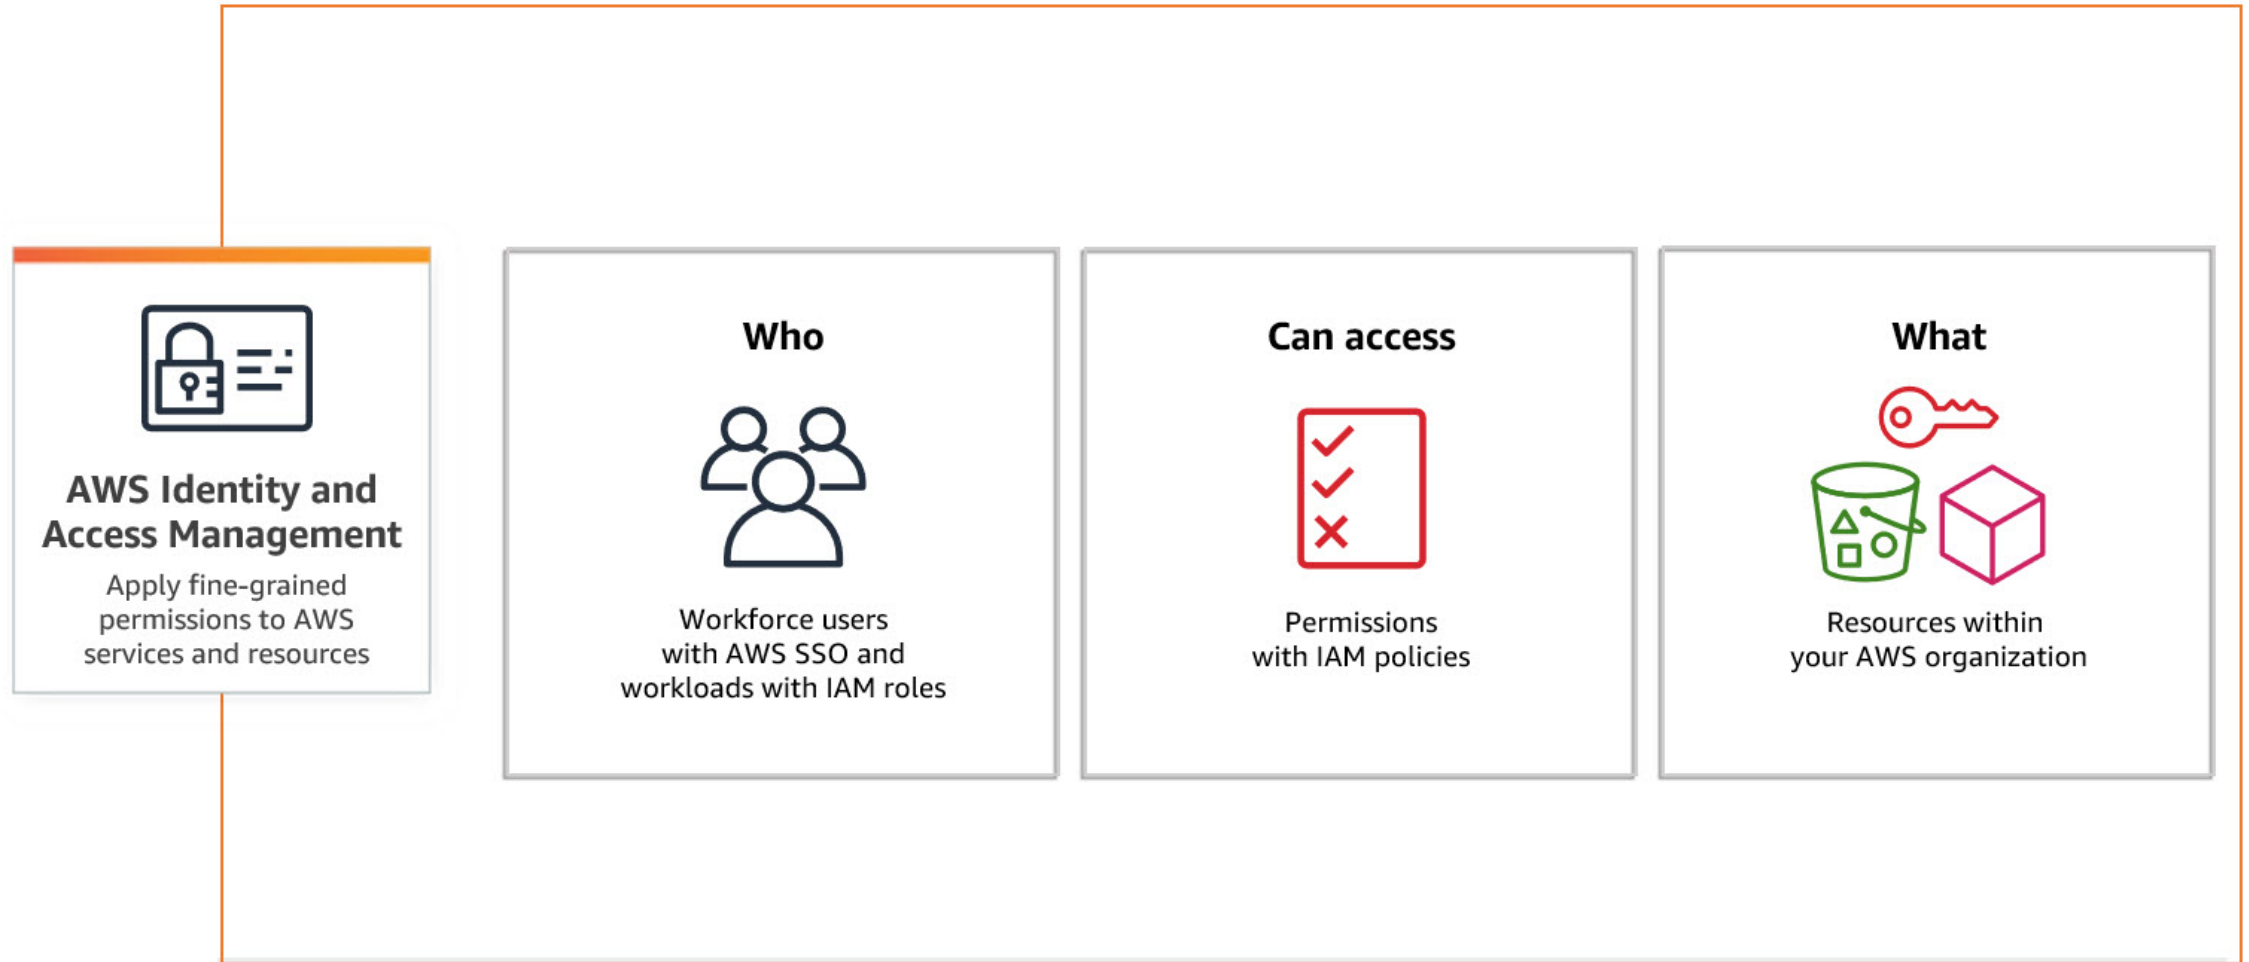 AWS Identity and
Access Management
Apply fine-grained
permissions to AWS
services and resources
Who
Workforce users
with AWS SSO and
workloads with IAM roles
Can access
Permissions
with IAM policies
What
Resources within
your AWS organization